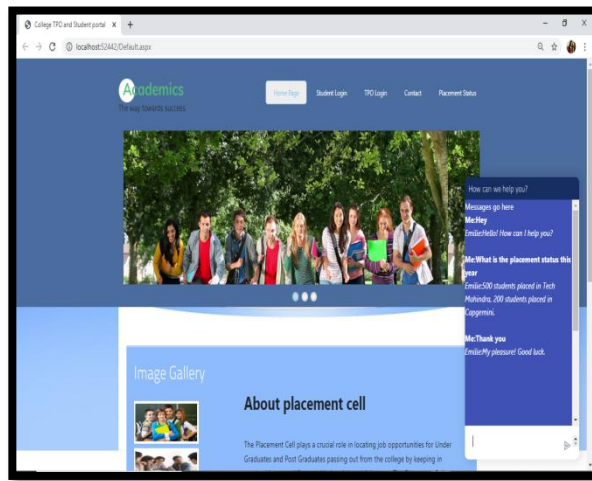 College TPO and Student portal
localhost:52442/Default.aspx
Academics
The way towards success
Home Page
Student Login
TPO Login
Contact
Placement Status
How can we help you?
Messages go here
Me:Hey
Emilie:Hello! How can I help you?
Me:What is the placement status this
year
Emilie:500 students placed in Tech
Mahindra, 200 students placed in
Capgemini.
Me:Thank you
Emilie:My pleasure! Good luck.
Image Gallery
About placement cell
The Placement Cell plays a crucial role in locating job opportunities for Under
Graduates and Post Graduates passing out from the college by keeping in